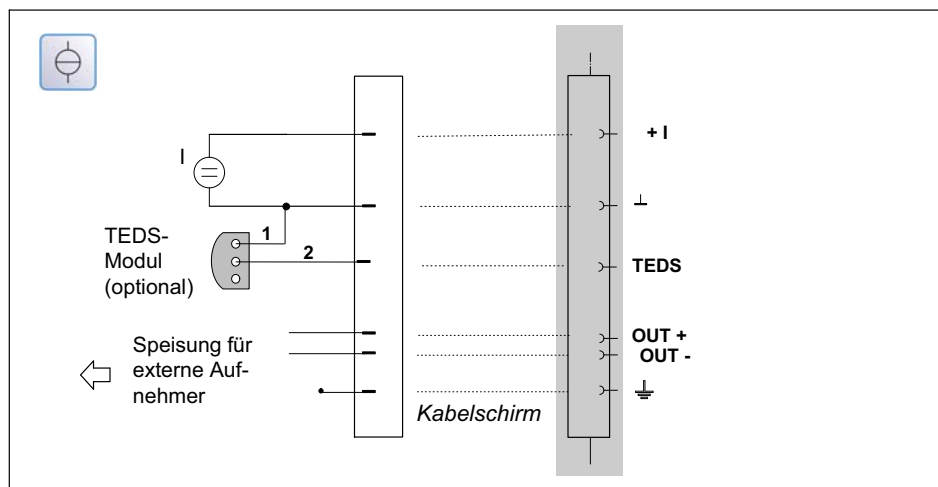 + I
I
⊥
1
TEDS-
Modul
(optional)
2
TEDS
OUT +
OUT -
Speisung für
externe Auf-
nehmer
Kabelschirm